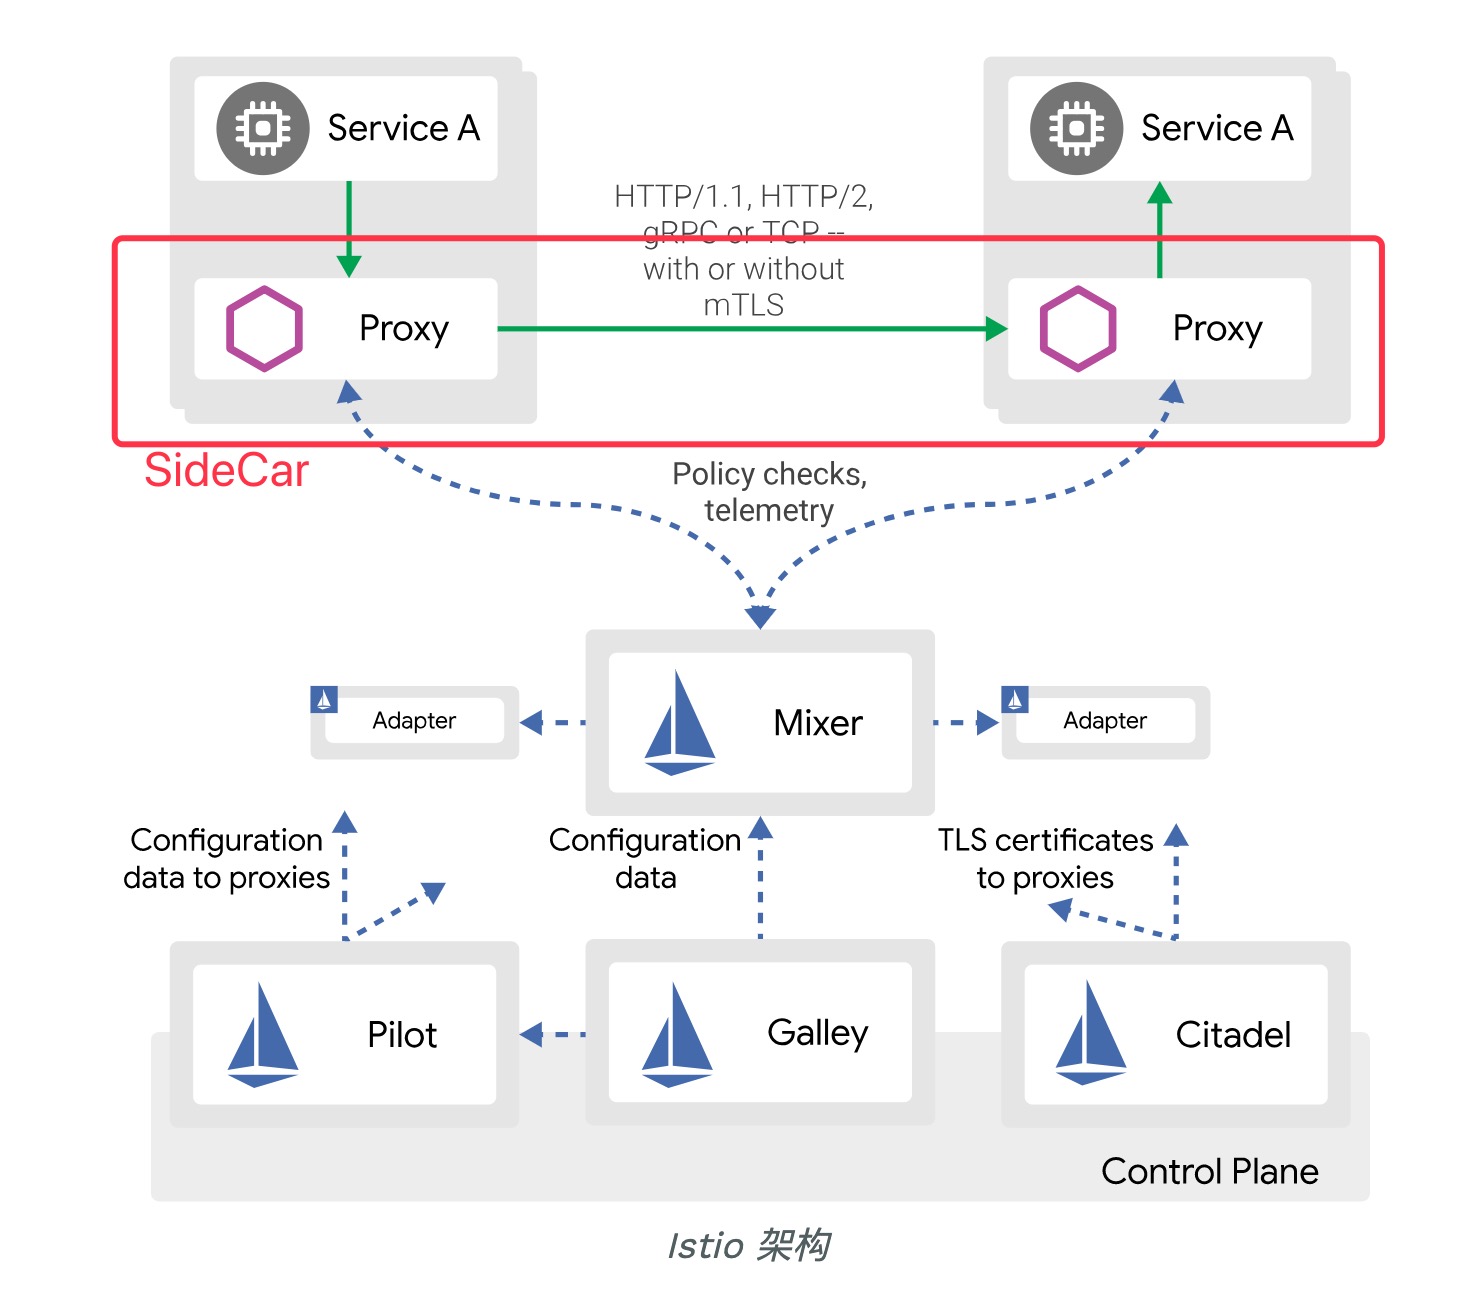 Service A
Service A
HTTP/1.1, HTTP/2,
gRPC or TCP --
with or without
mTLS
Proxy
Proxy
SideCar
Policy checks,
telemetry
Adapter
Mixer
Adapter
Configuration
data to proxies
Configuration
data
TLS certificates
to proxies
Pilot
Galley
Citadel
Control Plane
Istio 架构